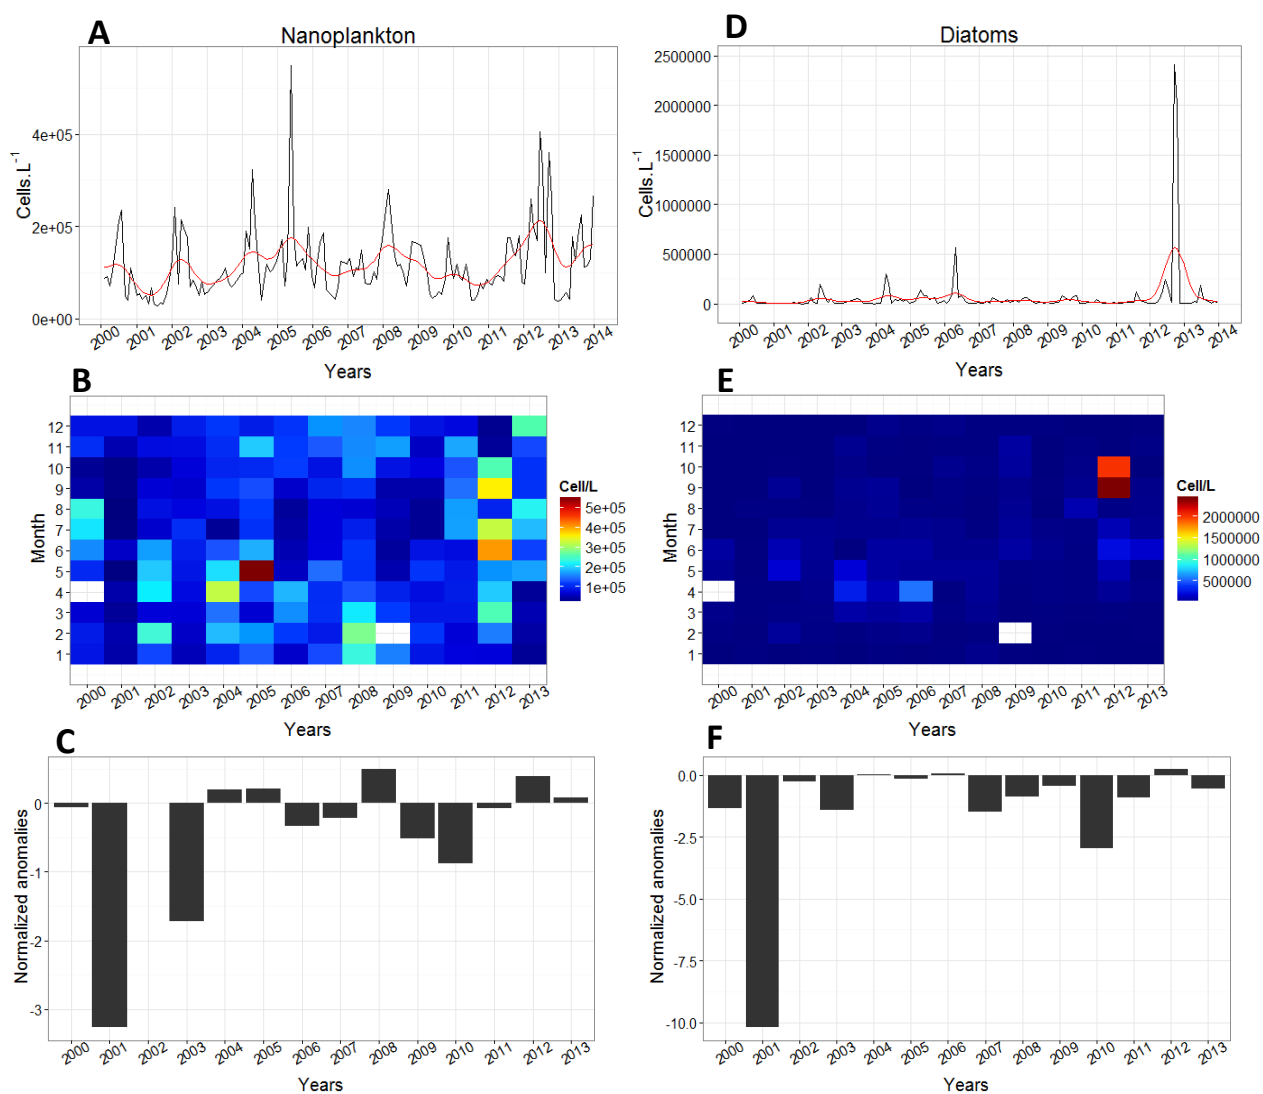 A
Nanoplankton
Cells.L⁻¹
4e+05
2e+05
0e+00
2000 2001 2002 2003 2004 2005 2006 2007 2008 2009 2010 2011 2012 2013 2014
Years
D
Diatoms
Cells.L⁻¹
2500000
2000000
1500000
1000000
500000
0
2000 2001 2002 2003 2004 2005 2006 2007 2008 2009 2010 2011 2012 2013 2014
Years
B
Month
12
11
10
9
8
7
6
5
4
3
2
1
2000 2001 2002 2003 2004 2005 2006 2007 2008 2009 2010 2011 2012 2013
Years
Cell/L
5e+05
4e+05
3e+05
2e+05
1e+05
E
Month
12
11
10
9
8
7
6
5
4
3
2
1
2000 2001 2002 2003 2004 2005 2006 2007 2008 2009 2010 2011 2012 2013
Years
Cell/L
2000000
1500000
1000000
500000
C
Normalized anomalies
0
-1
-2
-3
2000 2001 2002 2003 2004 2005 2006 2007 2008 2009 2010 2011 2012 2013
Years
F
Normalized anomalies
0.0
-2.5
-5.0
-7.5
-10.0
2000 2001 2002 2003 2004 2005 2006 2007 2008 2009 2010 2011 2012 2013
Years